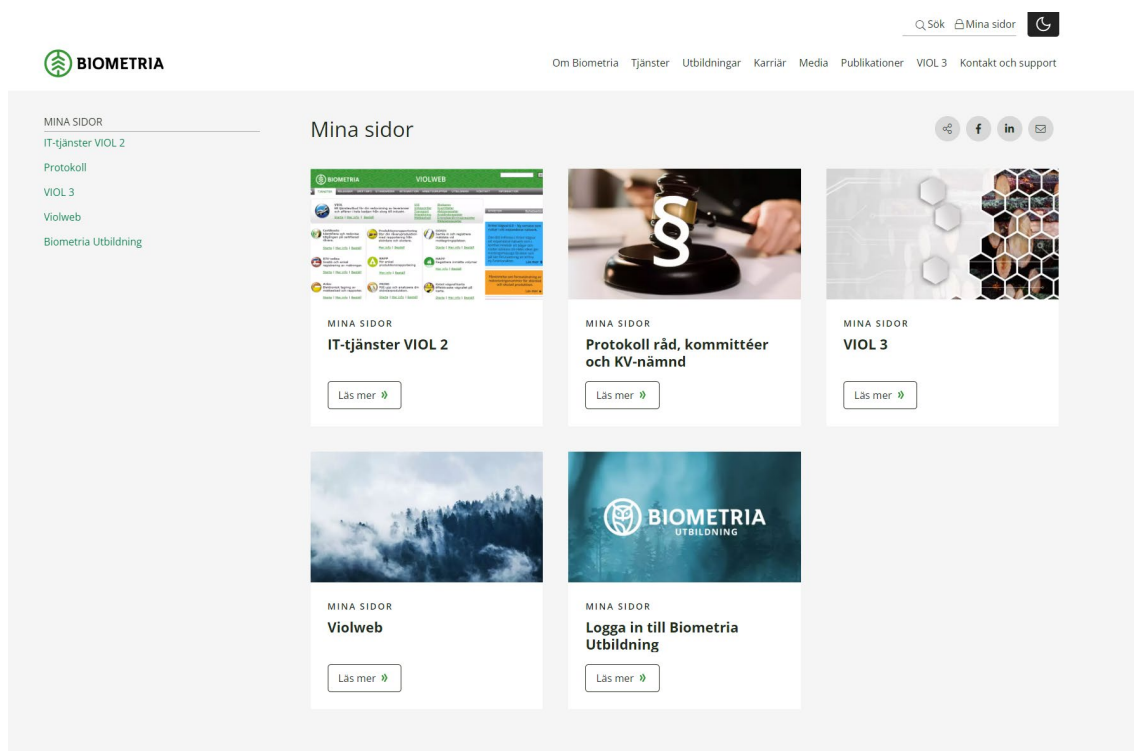 Sök Mina sidor
BIOMETRIA
Om Biometria Tjänster Utbildningar Karriär Media Publikationer VIOL 3 Kontakt och support
MINA SIDOR
IT-tjänster VIOL 2
Protokoll
VIOL 3
Violweb
Biometria Utbildning
Mina sidor
BIOMETRIA VIOLWEB
§
MINA SIDOR
IT-tjänster VIOL 2
Läs mer
MINA SIDOR
Protokoll råd, kommittéer
och KV-nämnd
Läs mer
MINA SIDOR
VIOL 3
Läs mer
BIOMETRIA
UTBILDNING
MINA SIDOR
Violweb
Läs mer
MINA SIDOR
Logga in till Biometria
Utbildning
Läs mer